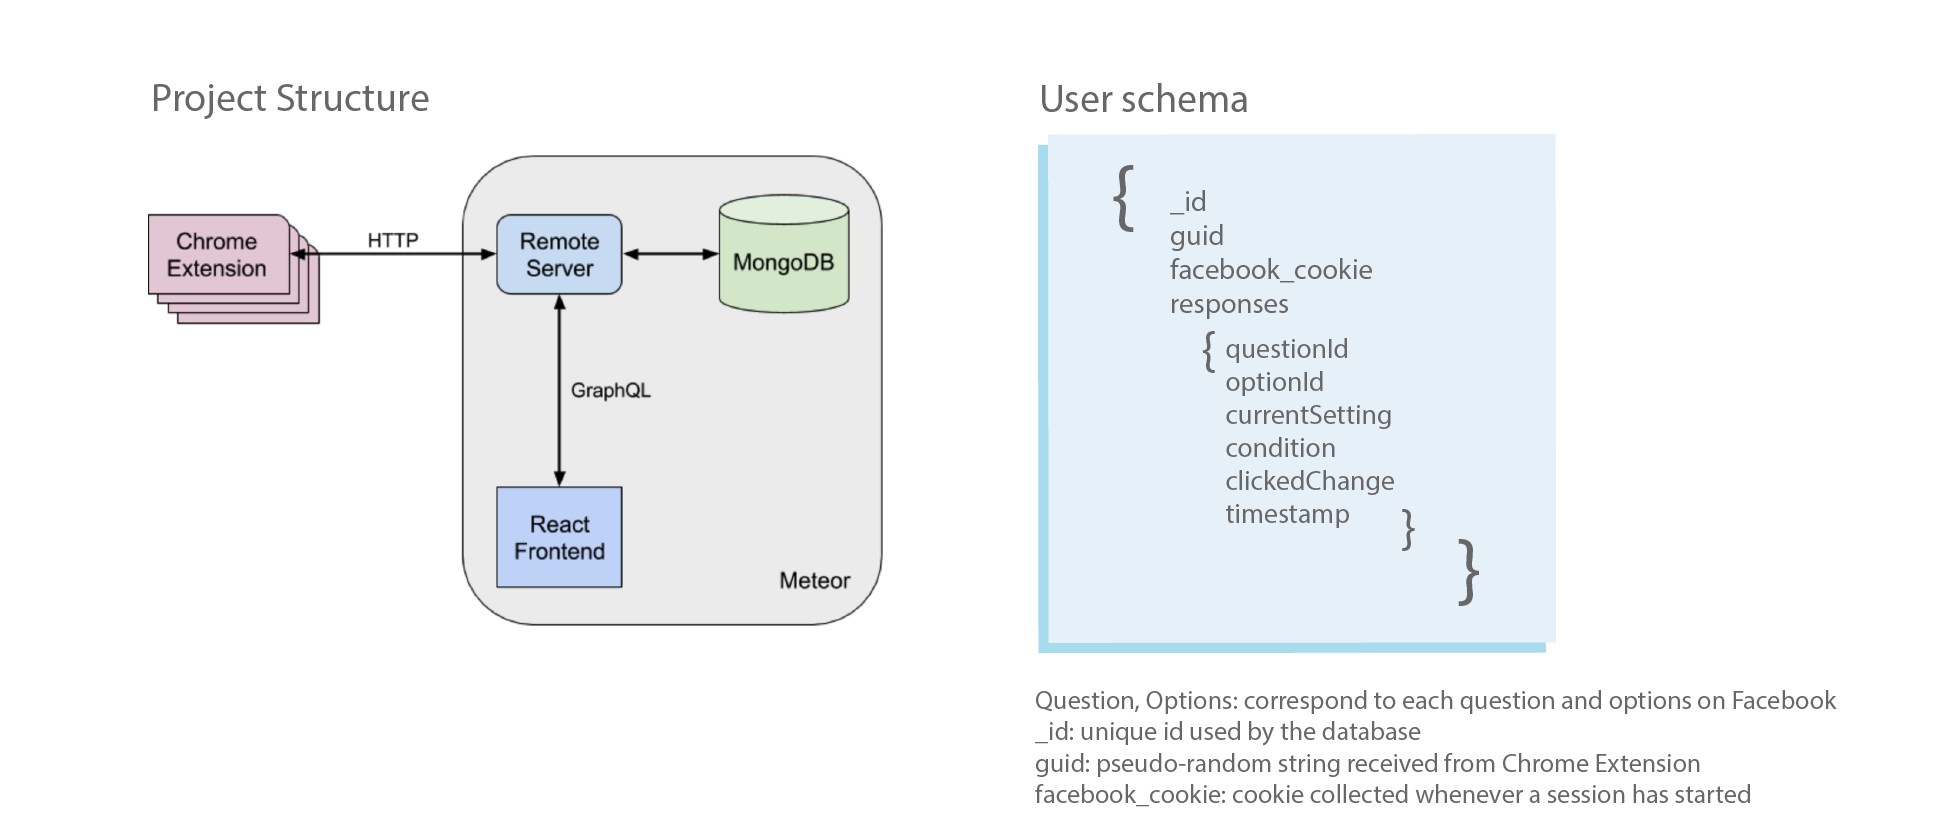 Project Structure
Chrome
Extension
HTTP
Remote
Server
MongoDB
GraphQL
React
Frontend
Meteor
User schema
{
_id
guid
facebook_cookie
responses
{ questionId
optionId
currentSetting
condition
clickedChange
timestamp }
}
Question, Options: correspond to each question and options on Facebook
_id: unique id used by the database
guid: pseudo-random string received from Chrome Extension
facebook_cookie: cookie collected whenever a session has started